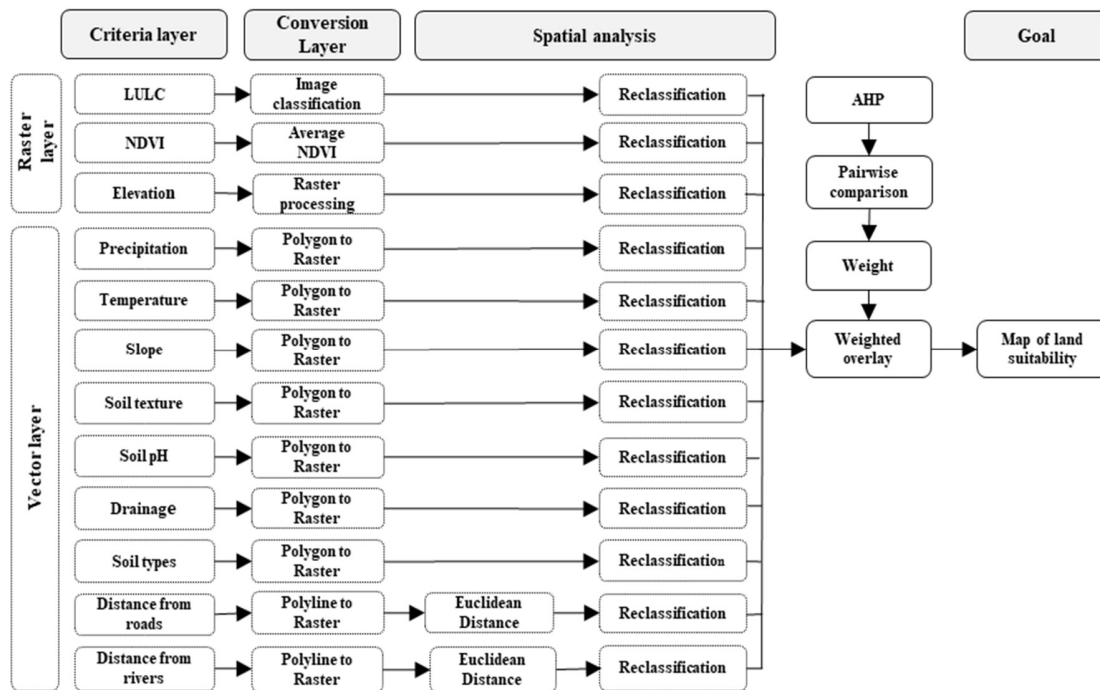 Criteria layer
Conversion
Layer
Spatial analysis
Goal
Raster
layer
LULC
Image
classification
Reclassification
NDVI
Average
NDVI
Reclassification
Elevation
Raster
processing
Reclassification
Vector layer
Precipitation
Polygon to
Raster
Reclassification
Temperature
Polygon to
Raster
Reclassification
Slope
Polygon to
Raster
Reclassification
Soil texture
Polygon to
Raster
Reclassification
Soil pH
Polygon to
Raster
Reclassification
Drainage
Polygon to
Raster
Reclassification
Soil types
Polygon to
Raster
Reclassification
Distance from
roads
Polyline to
Raster
Euclidean
Distance
Reclassification
Distance from
rivers
Polyline to
Raster
Euclidean
Distance
Reclassification
AHP
Pairwise
comparison
Weight
Weighted
overlay
Map of land
suitability